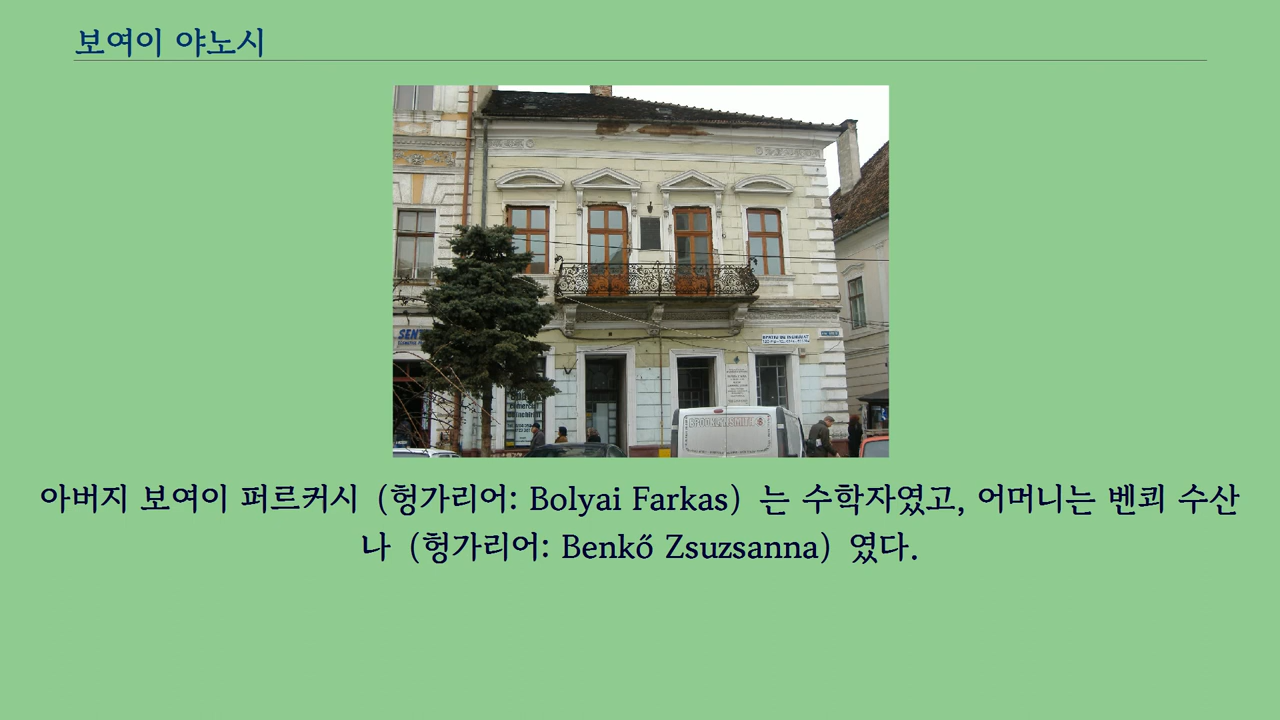 보여이 야노시
SENT
아버지 보여이 퍼르커시 (헝가리어: Bolyai Farkas) 는 수학자였고, 어머니는 벤쾨 수산
나 (헝가리어: Benkő Zsuzsanna) 였다.